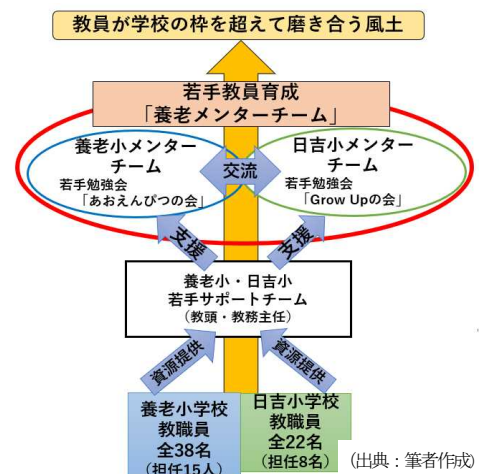 教員が学校の枠を超えて磨き合う風土
若手教員育成
「養老メンターチーム」
養老小メンター
チーム
若手勉強会
「あおえんぴつの会」
交流
日吉小メンター
チーム
若手勉強会
「Grow Upの会」
支援
支援
養老小・日吉小
若手サポートチーム
（教頭・教務主任）
資源提供
資源提供
養老小学校
教職員
全38名
（担任15人）
日吉小学校
教職員
全22名
（担任8名）
（出典：筆者作成）